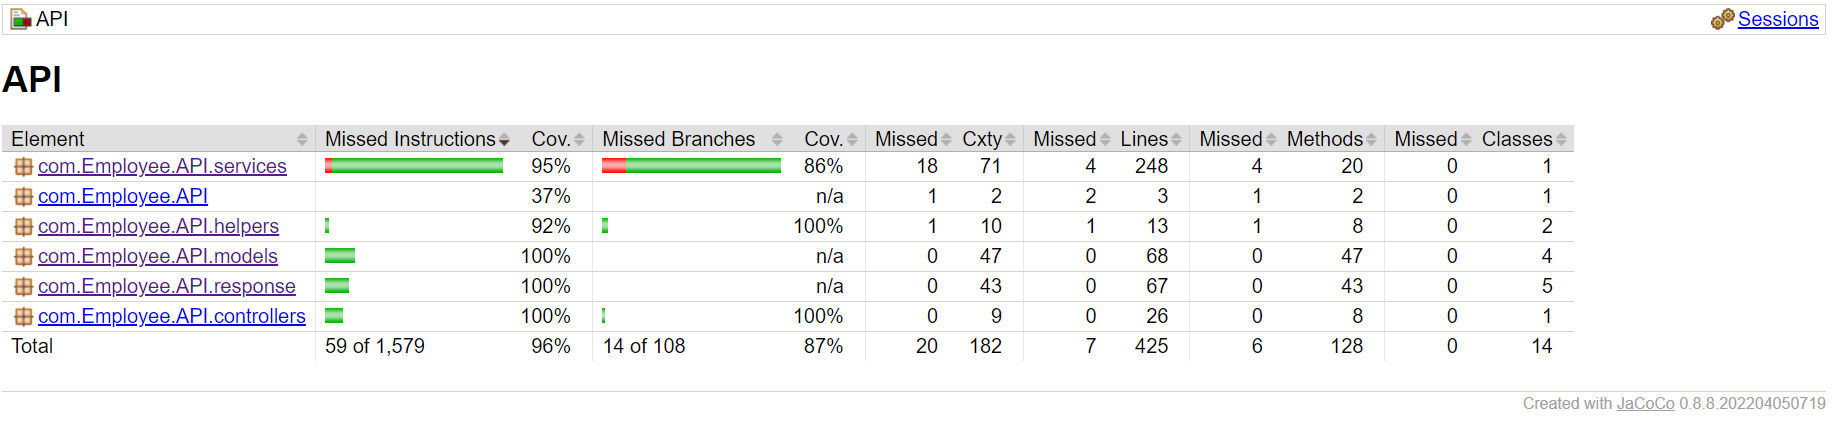 API Sessions
API
Element Missed Instructions Cov. Missed Branches Cov. Missed Cxty Missed Lines Missed Methods Missed Classes
com.Employee.API.services 95% 86% 18 71 4 248 4 20 0 1
com.Employee.API 37% n/a 1 2 2 3 1 2 0 1
com.Employee.API.helpers 92% 100% 1 10 1 13 1 8 0 2
com.Employee.API.models 100% n/a 0 47 0 68 0 47 0 4
com.Employee.API.response 100% n/a 0 43 0 67 0 43 0 5
com.Employee.API.controllers 100% 100% 0 9 0 26 0 8 0 1
Total 59 of 1,579 96% 14 of 108 87% 20 182 7 425 6 128 0 14
Created with JaCoCo 0.8.8.202204050719